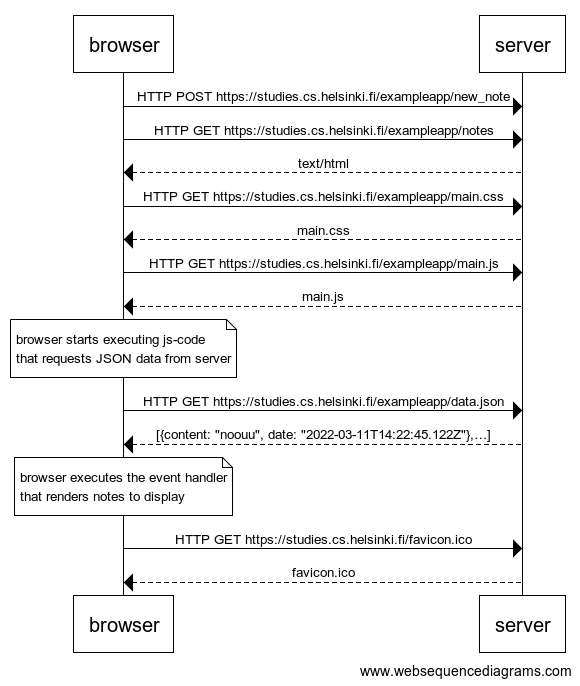 browser
server
HTTP POST https://studies.cs.helsinki.fi/exampleapp/new_note
HTTP GET https://studies.cs.helsinki.fi/exampleapp/notes
text/html
HTTP GET https://studies.cs.helsinki.fi/exampleapp/main.css
main.css
HTTP GET https://studies.cs.helsinki.fi/exampleapp/main.js
main.js
browser starts executing js-code
that requests JSON data from server
HTTP GET https://studies.cs.helsinki.fi/exampleapp/data.json
[{content: "noouu", date: "2022-03-11T14:22:45.122Z"},…]
browser executes the event handler
that renders notes to display
HTTP GET https://studies.cs.helsinki.fi/favicon.ico
favicon.ico
browser
server
www.websequencediagrams.com